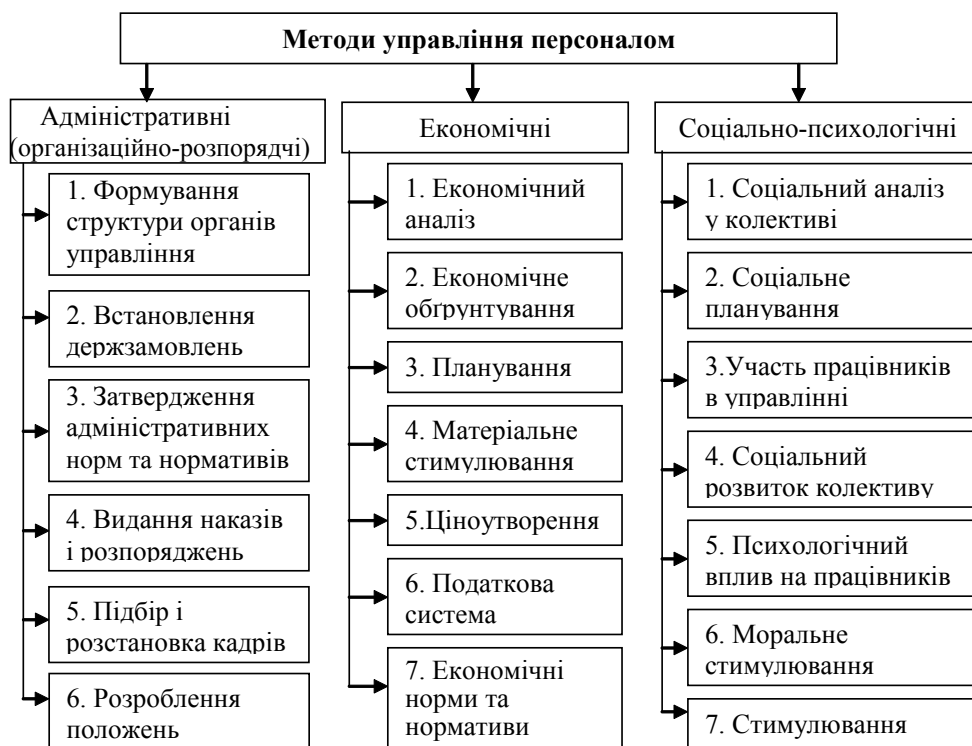 Методи управління персоналом
Адміністративні
(організаційно-розпорядчі)
1. Формування
структури органів
управління
2. Встановлення
держзамовлень
3. Затвердження
адміністративних
норм та нормативів
4. Видання наказів
і розпоряджень
5. Підбір і
розстановка кадрів
6. Розроблення
положень
Економічні
1. Економічний
аналіз
2. Економічне
обґрунтування
3. Планування
4. Матеріальне
стимулювання
5.Ціноутворення
6. Податкова
система
7. Економічні
норми та
нормативи
Соціально-психологічні
1. Соціальний аналіз
у колективі
2. Соціальне
планування
3.Участь працівників
в управлінні
4. Соціальний
розвиток колективу
5. Психологічний
вплив на працівників
6. Моральне
стимулювання
7. Стимулювання